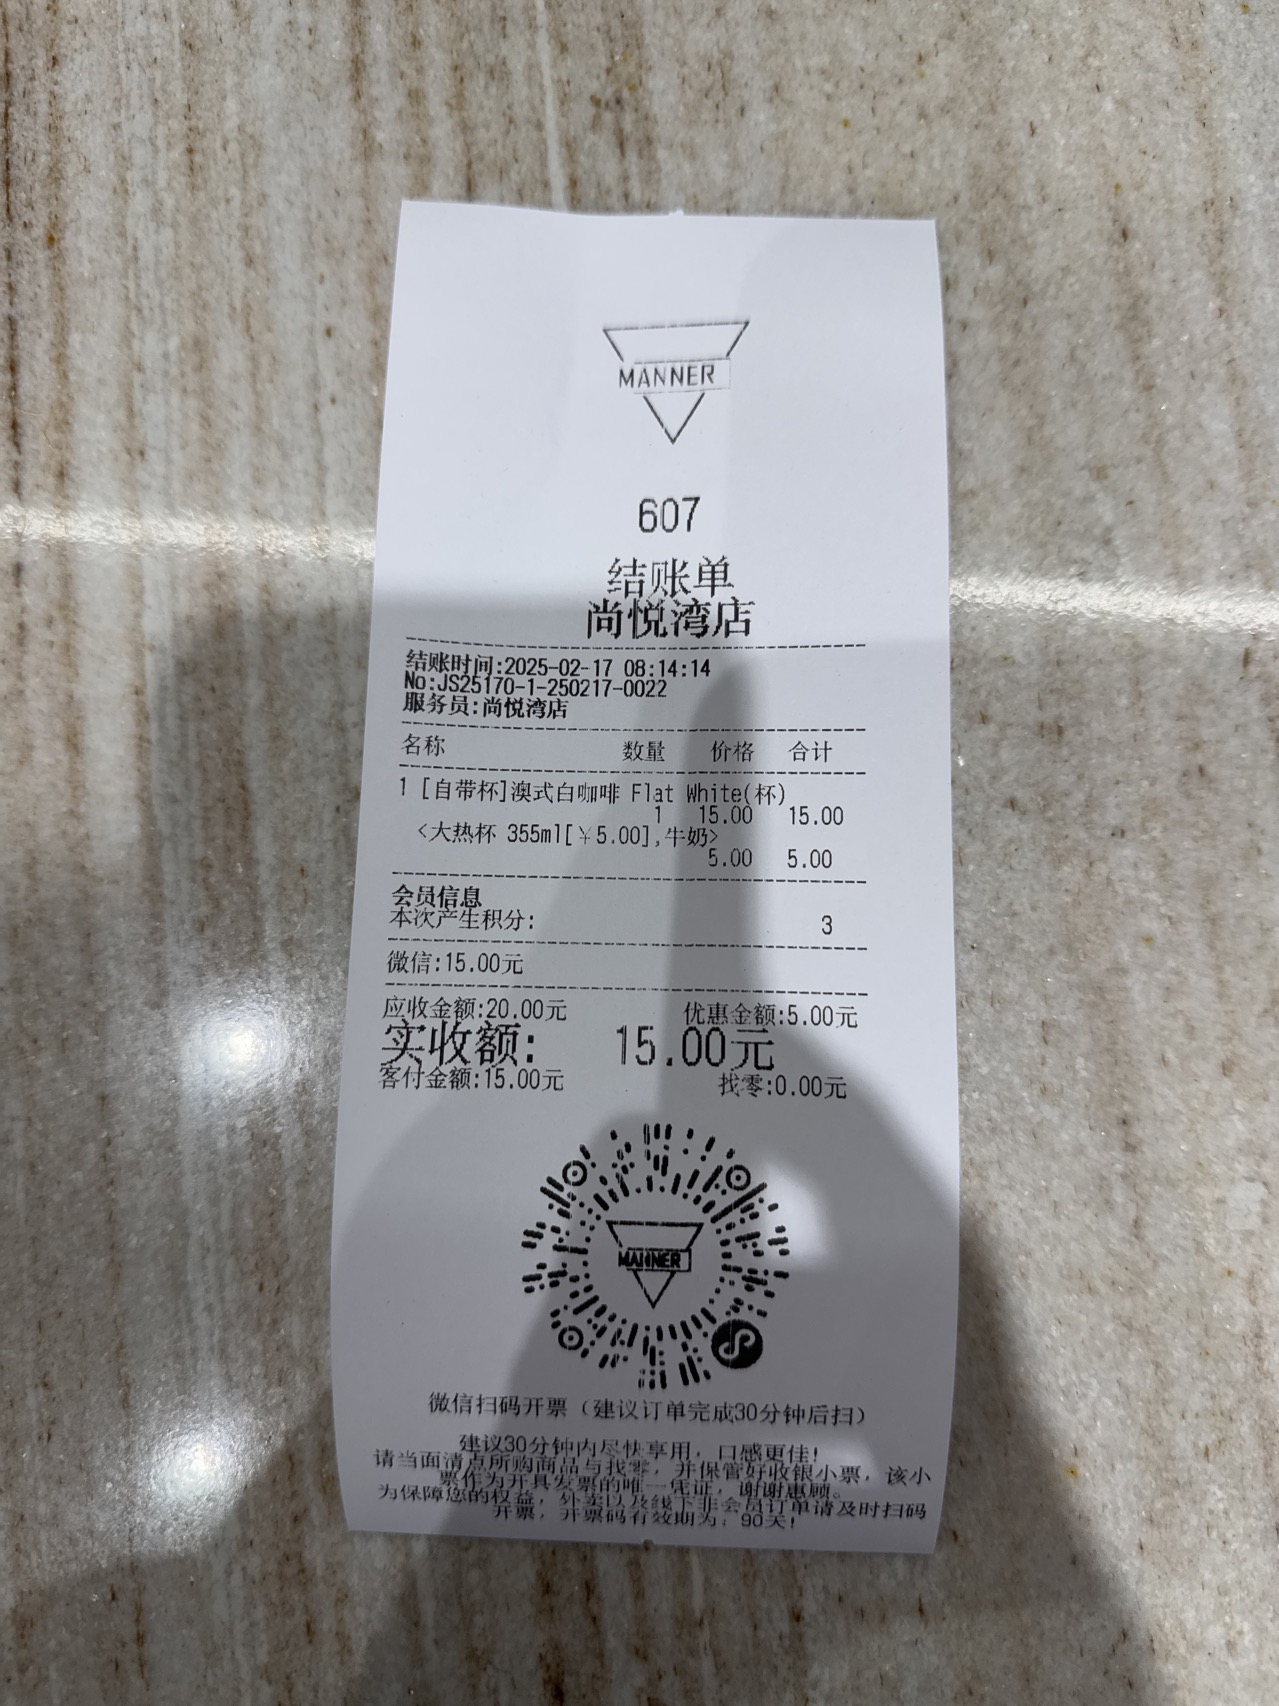 MANNER
607
结账单
尚悦湾店
结账时间:2025-02-17 08:14:14
No:JS25170-1-250217-0022
服务员:尚悦湾店
名称 数量 价格 合计
1 [自带杯]澳式白咖啡 Flat White(杯)
1 15.00 15.00
<大热杯 355ml[￥5.00],牛奶>
5.00 5.00
会员信息
本次产生积分: 3
微信:15.00元
应收金额:20.00元 优惠金额:5.00元
实收额: 15.00元
客付金额:15.00元 找零:0.00元
MANNER
微信扫码开票（建议订单完成30分钟后扫）
建议30分钟内尽快享用，口感更佳！
请当面清点所购商品与找零，并保管好收银小票，该小
票作为开具发票的唯一凭证，谢谢惠顾。
为保障您的权益，外卖以及线下非会员订单请及时扫码
开票，开票码有效期为：90天！